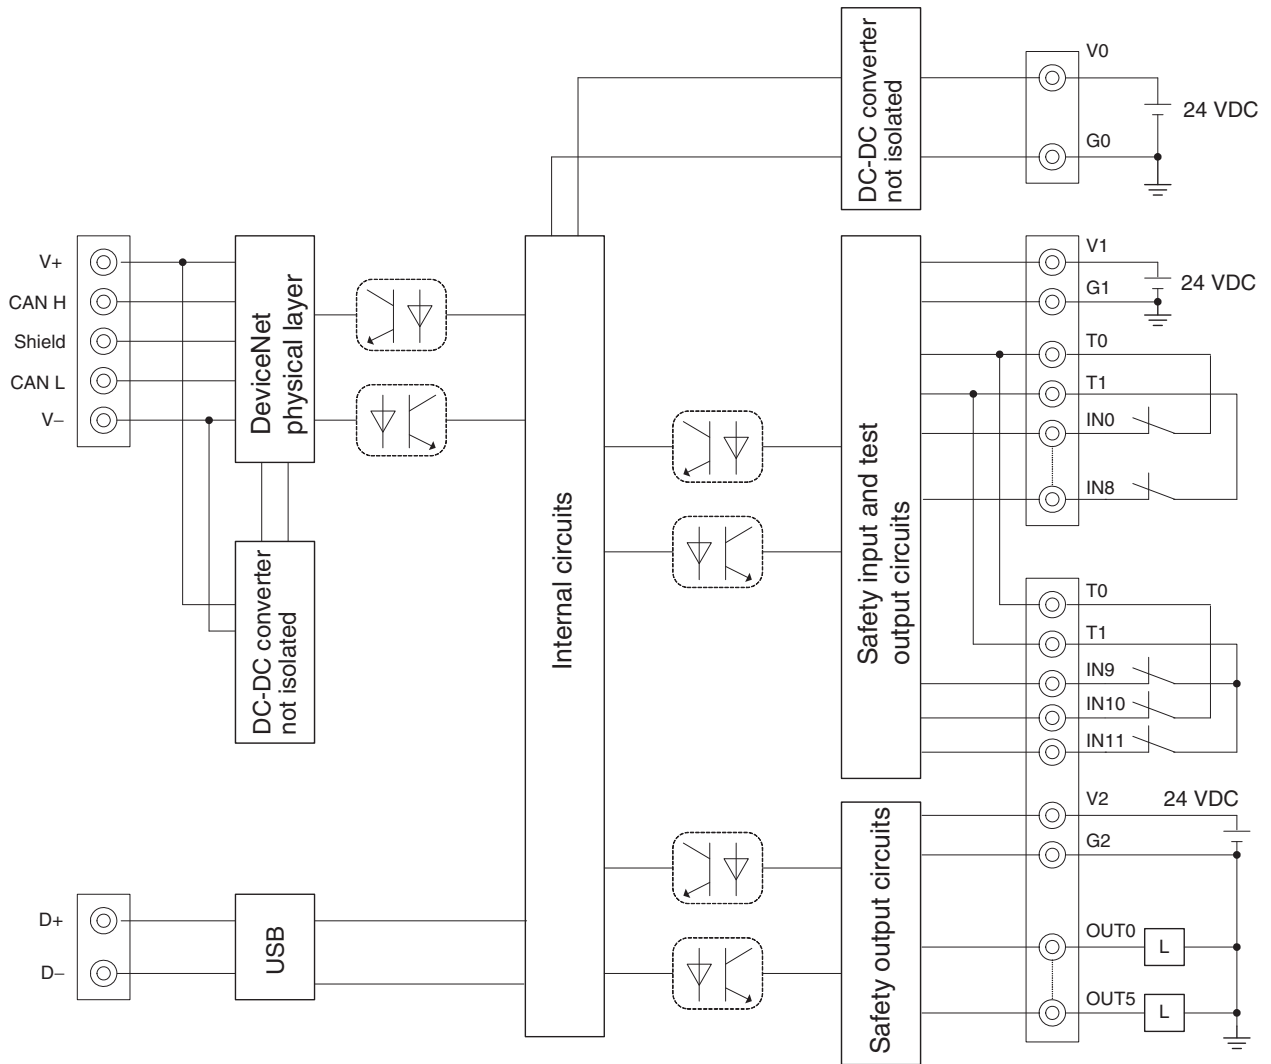 V+
CAN H
Shield
CAN L
V–
DeviceNet
physical layer
DC-DC converter
not isolated
D+
D–
USB
Internal circuits
DC-DC converter
not isolated
V0
24 VDC
G0
Safety input and test
output circuits
V1
24 VDC
G1
T0
T1
IN0
IN8
T0
T1
IN9
IN10
IN11
Safety output circuits
V2
24 VDC
G2
OUT0
L
OUT5
L